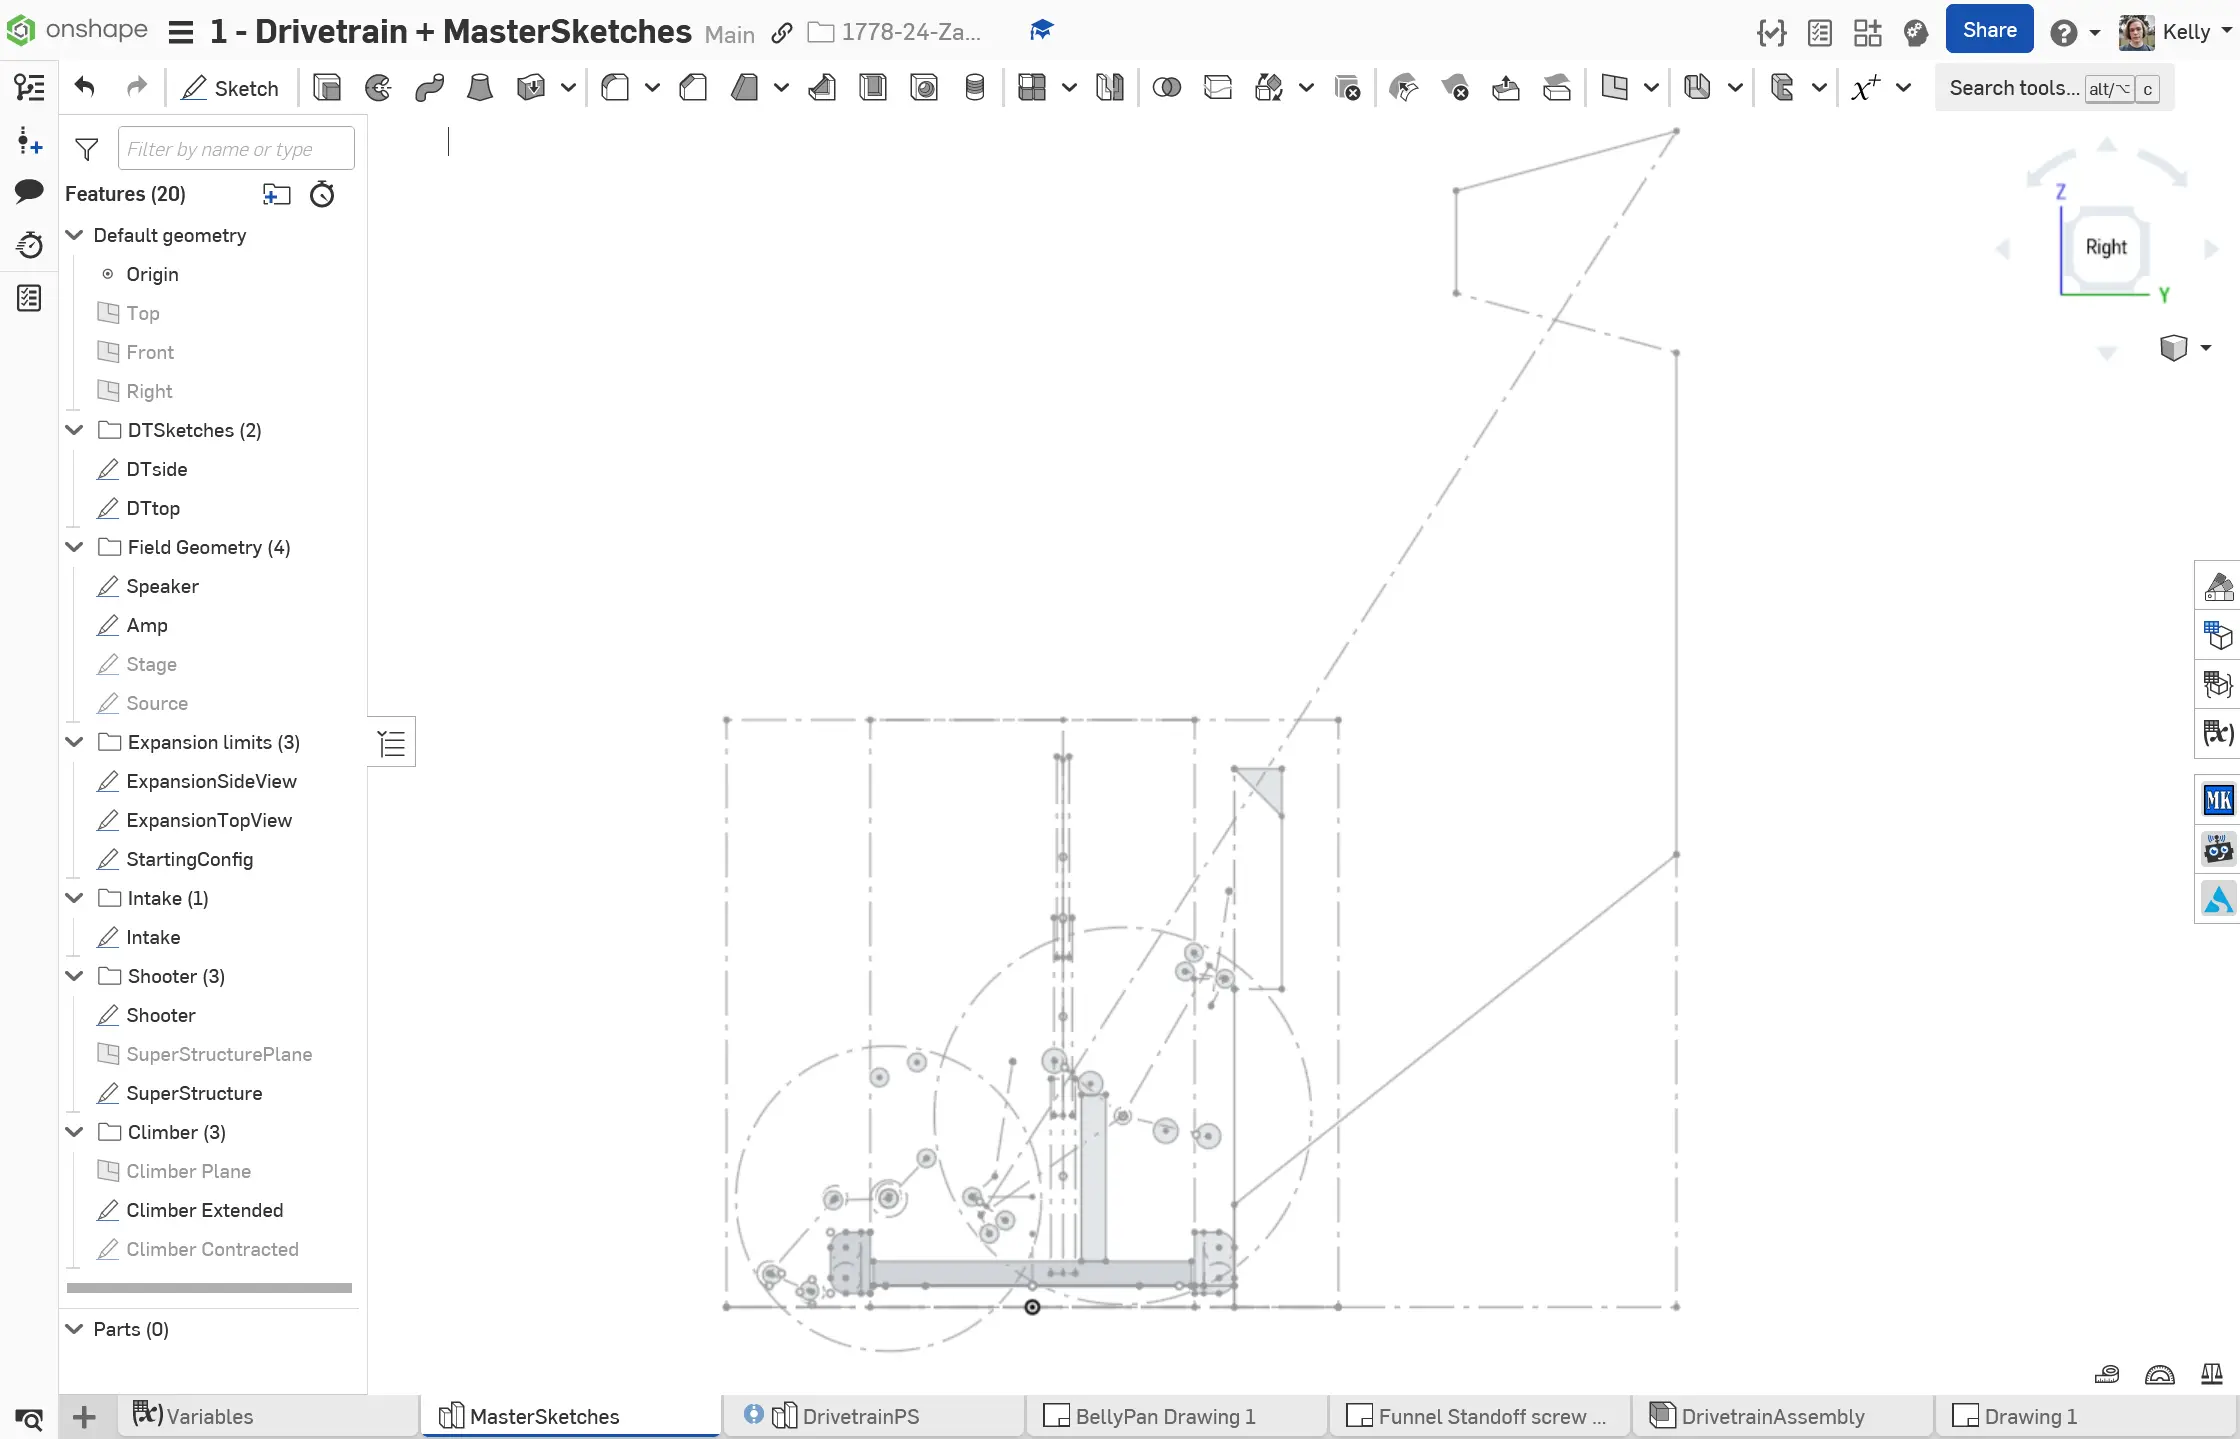 onshape
1 - Drivetrain + MasterSketches Main 1778-24-Za...
Share
Kelly
Sketch
Search tools... alt/⌥ c
Filter by name or type
Features (20)
Default geometry
Origin
Top
Front
Right
DTSketches (2)
DTside
DTtop
Field Geometry (4)
Speaker
Amp
Stage
Source
Expansion limits (3)
ExpansionSideView
ExpansionTopView
StartingConfig
Intake (1)
Intake
Shooter (3)
Shooter
SuperStructurePlane
SuperStructure
Climber (3)
Climber Plane
Climber Extended
Climber Contracted
Parts (0)
Z
Right
Y
MK
Variables
MasterSketches
DrivetrainPS
BellyPan Drawing 1
Funnel Standoff screw ...
DrivetrainAssembly
Drawing 1